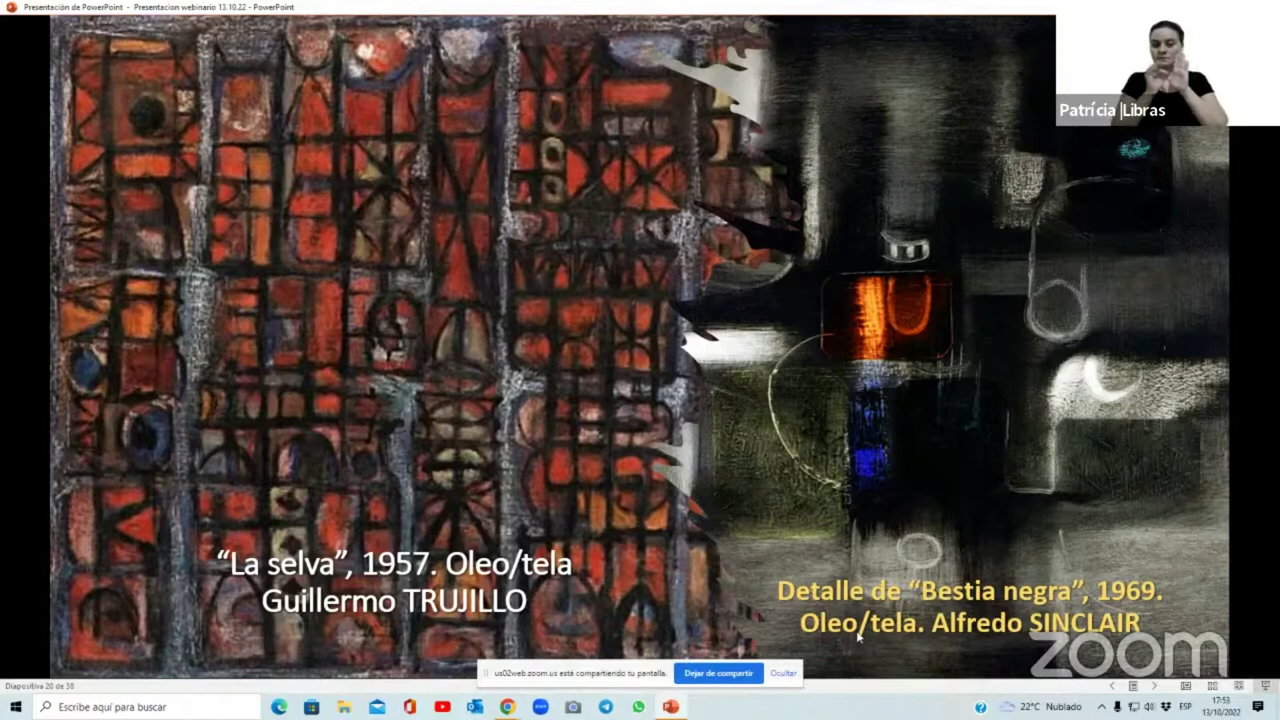 Presentación de PowerPoint - Presentacion webinario 13.10.22 - PowerPoint
Patrícia |Libras
“La selva”, 1957. Oleo/tela
Guillermo TRUJILLO
Detalle de “Bestia negra”, 1969.
Oleo/tela. Alfredo SINCLAIR
zoom
us02web.zoom.us está compartiendo tu pantalla.
Dejar de compartir
Ocultar
Diapositiva 20 de 38
Escribe aquí para buscar
22°C Nublado
ESP
17:53
13/10/2022